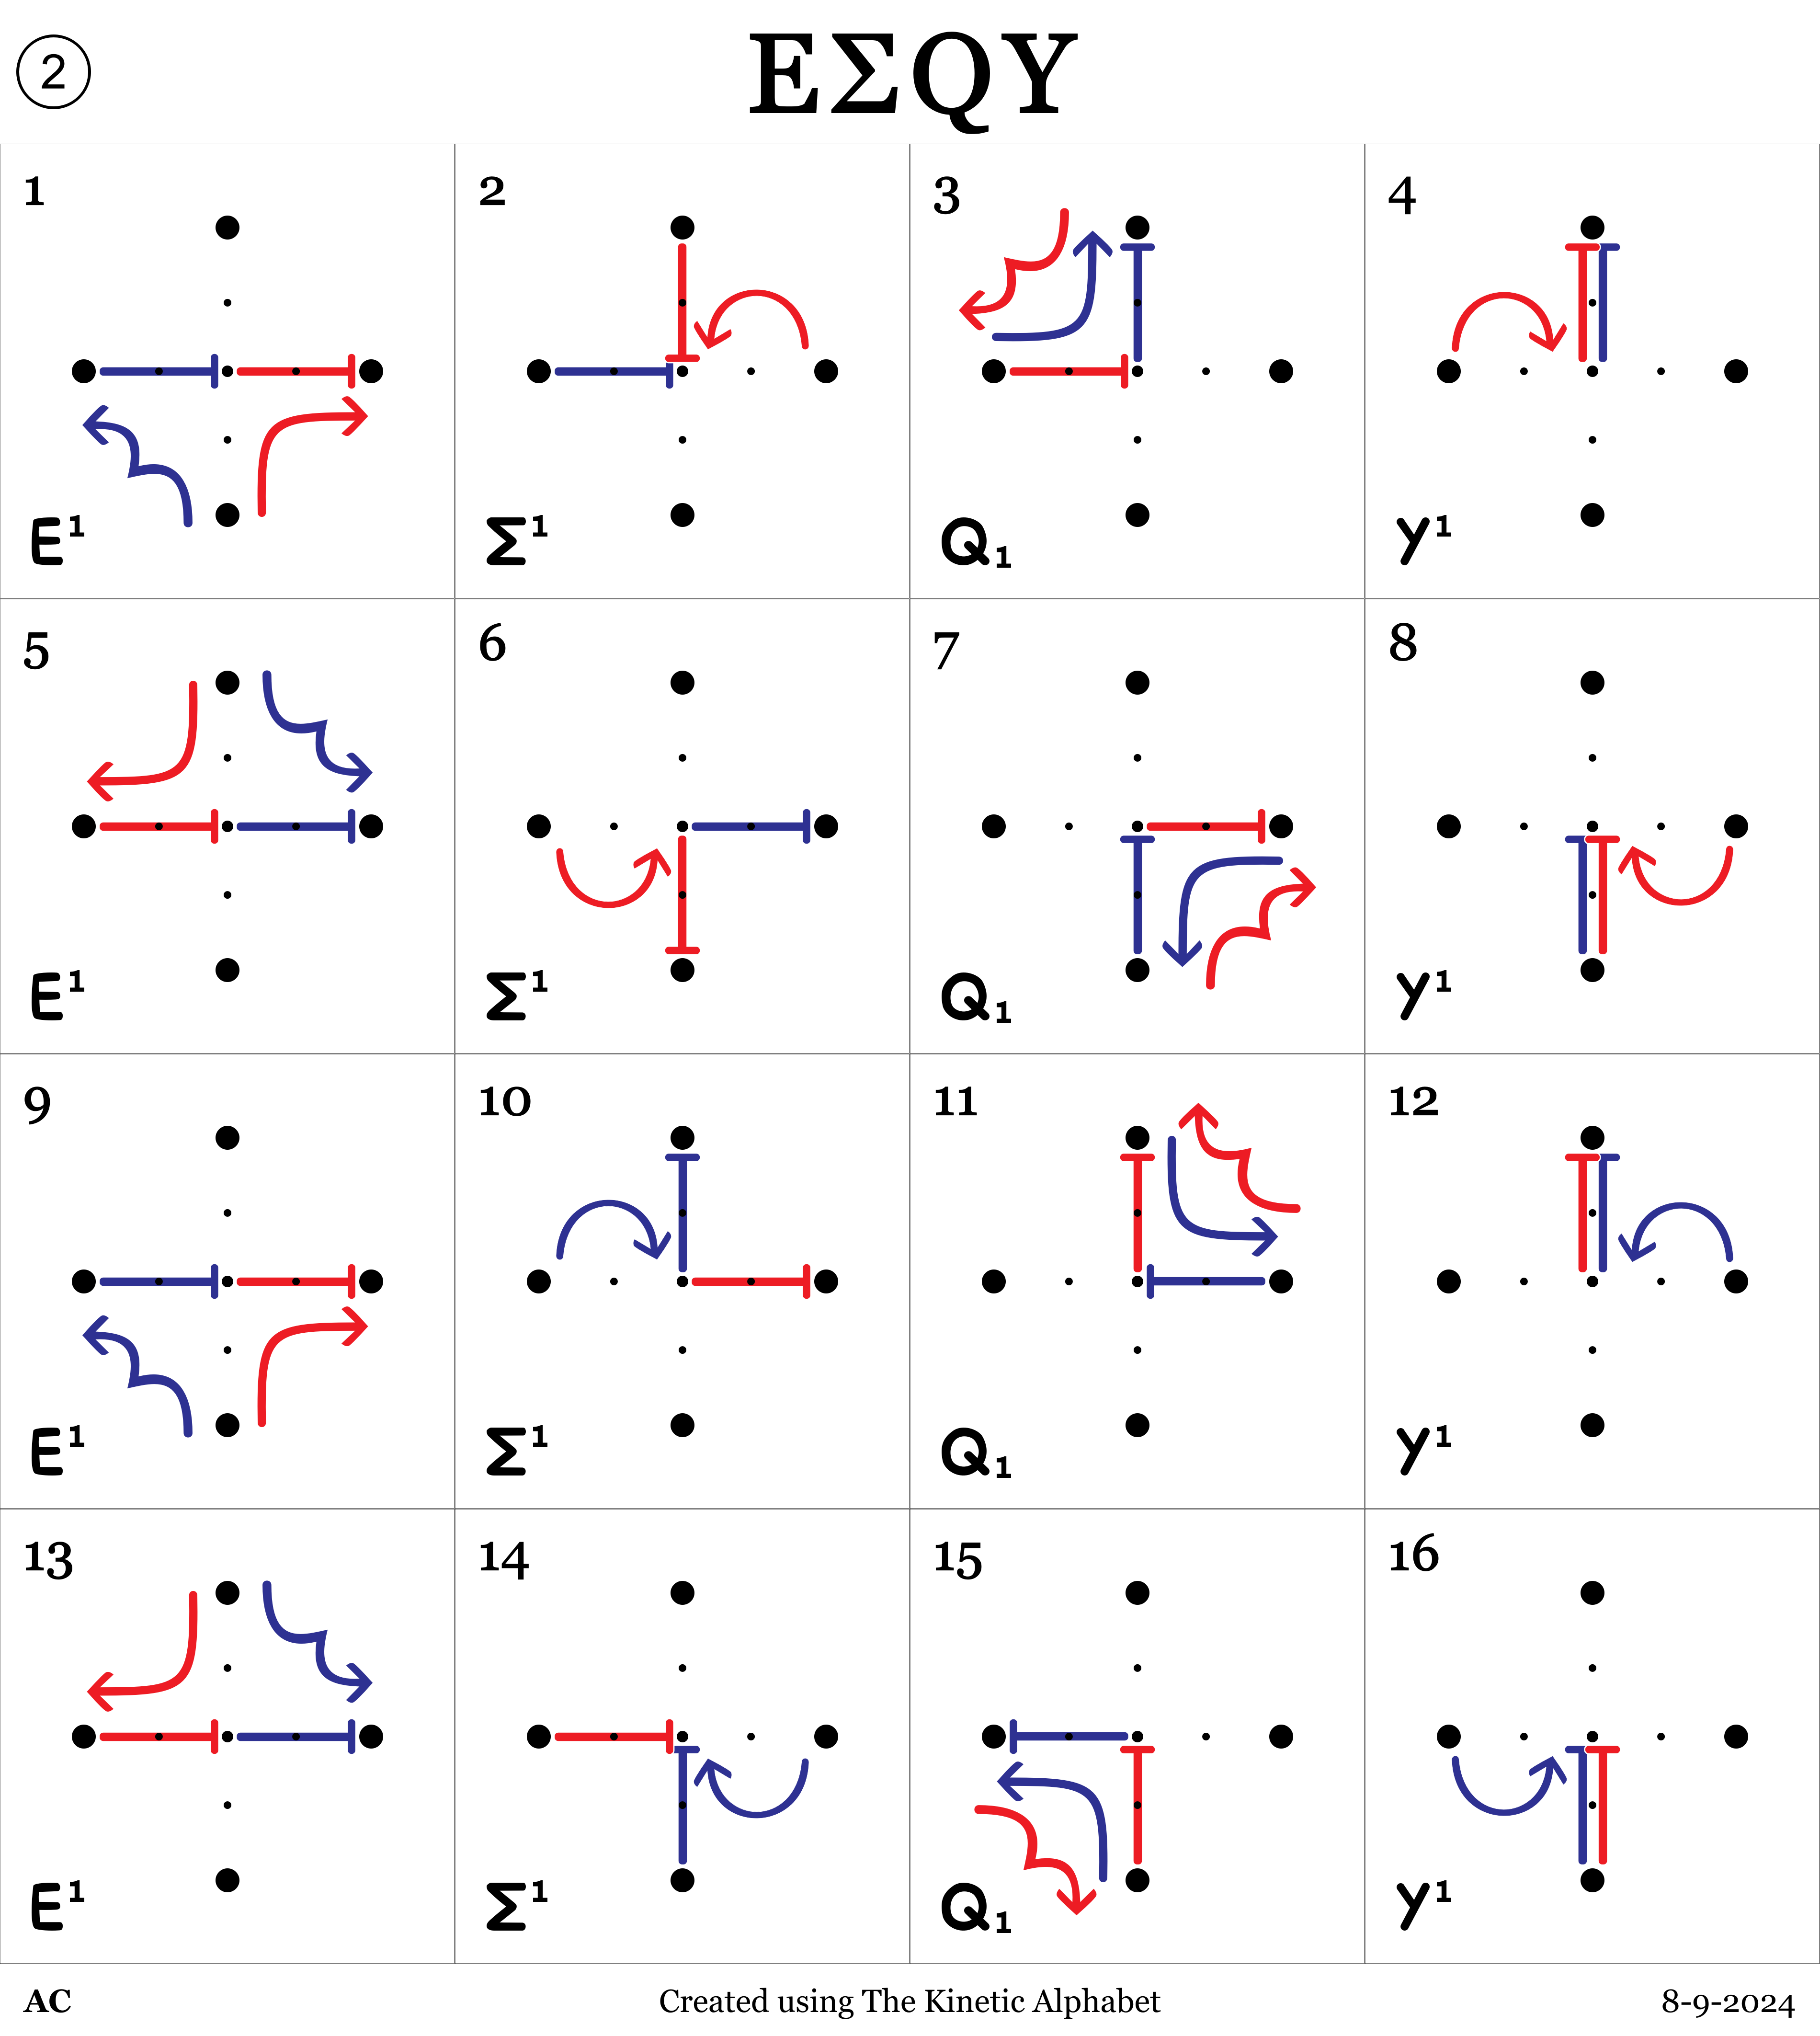 2
EΣQY
1 2 3 4
E¹ Σ¹ Q₁ Y¹
5 6 7 8
E¹ Σ¹ Q₁ Y¹
9 10 11 12
E¹ Σ¹ Q₁ Y¹
13 14 15 16
E¹ Σ¹ Q₁ Y¹
AC Created using The Kinetic Alphabet 8-9-2024